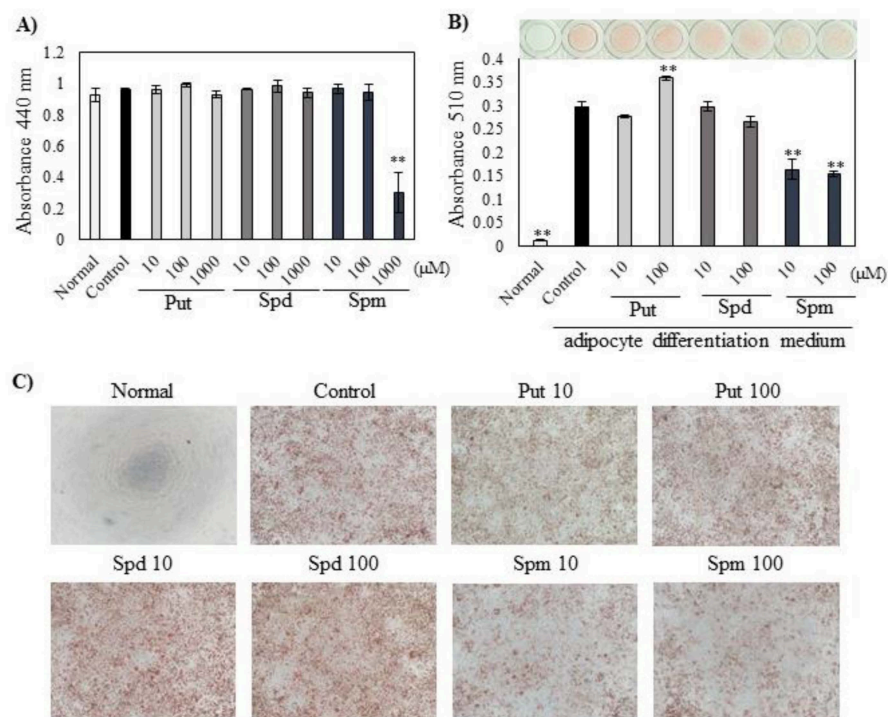 A)
Absorbance 440 nm
1.2
1
0.8
0.6
0.4
0.2
0
**
Normal
Control
10
100
1000
10
100
1000
10
100
1000
(μM)
Put
Spd
Spm
B)
Absorbance 510 nm
0.4
0.35
0.3
0.25
0.2
0.15
0.1
0.05
0
**
**
**
**
Normal
Control
10
100
10
100
10
100
(μM)
Put
Spd
Spm
adipocyte differentiation medium
C)
Normal
Control
Put 10
Put 100
Spd 10
Spd 100
Spm 10
Spm 100